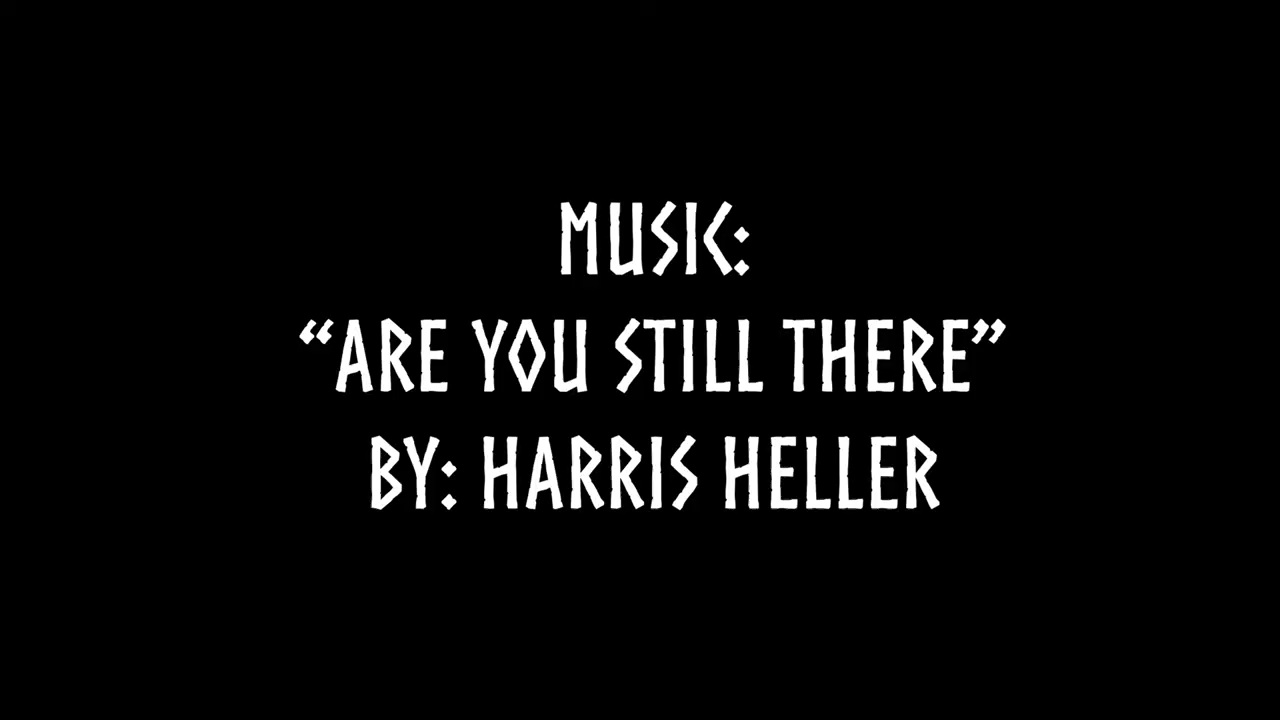 MUSIC:
“ARE YOU STILL THERE”
BY: HARRIS HELLER